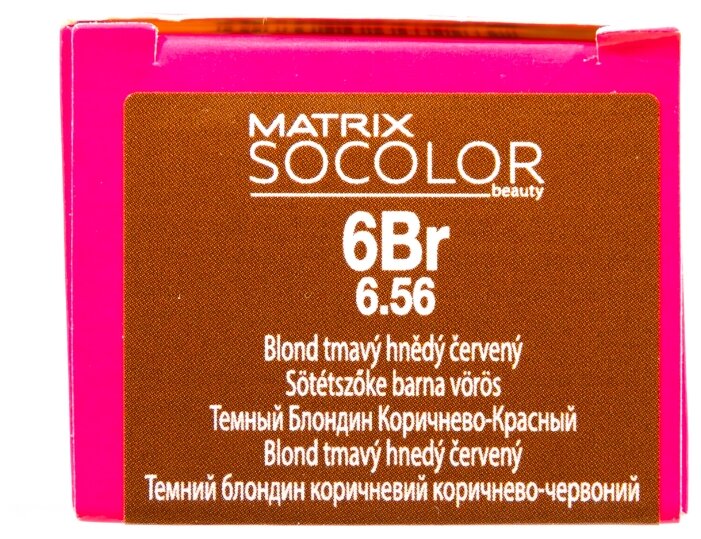 MATRIX
SOCOLOR
beauty
6Br
6.56
Blond tmavý hnědý červený
Sötétszőke barna vörös
Темный Блондин Коричнево-Красный
Blond tmavý hnedý červený
Темний блондин коричневий коричнево-червоний